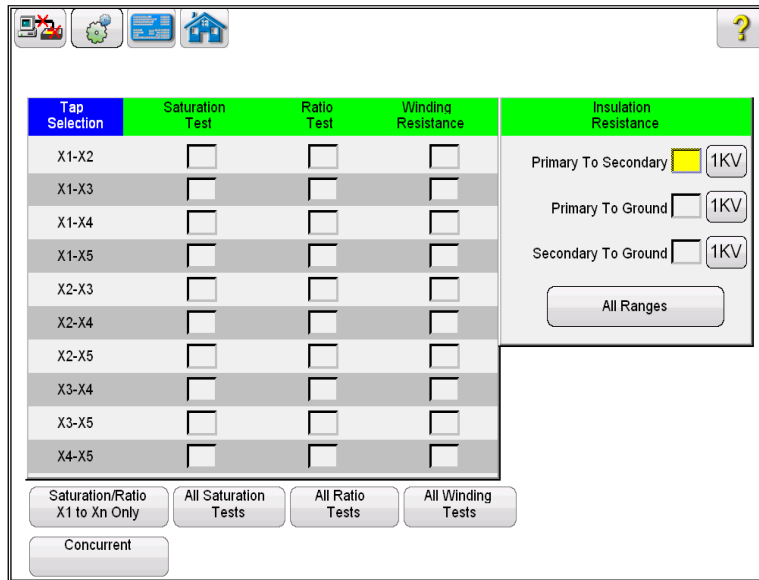 ?
Tap Selection
Saturation Test
Ratio Test
Winding Resistance
Insulation Resistance
X1-X2
X1-X3
X1-X4
X1-X5
X2-X3
X2-X4
X2-X5
X3-X4
X3-X5
X4-X5
Primary To Secondary 1KV
Primary To Ground 1KV
Secondary To Ground 1KV
All Ranges
Saturation/Ratio
X1 to Xn Only
All Saturation
Tests
All Ratio
Tests
All Winding
Tests
Concurrent